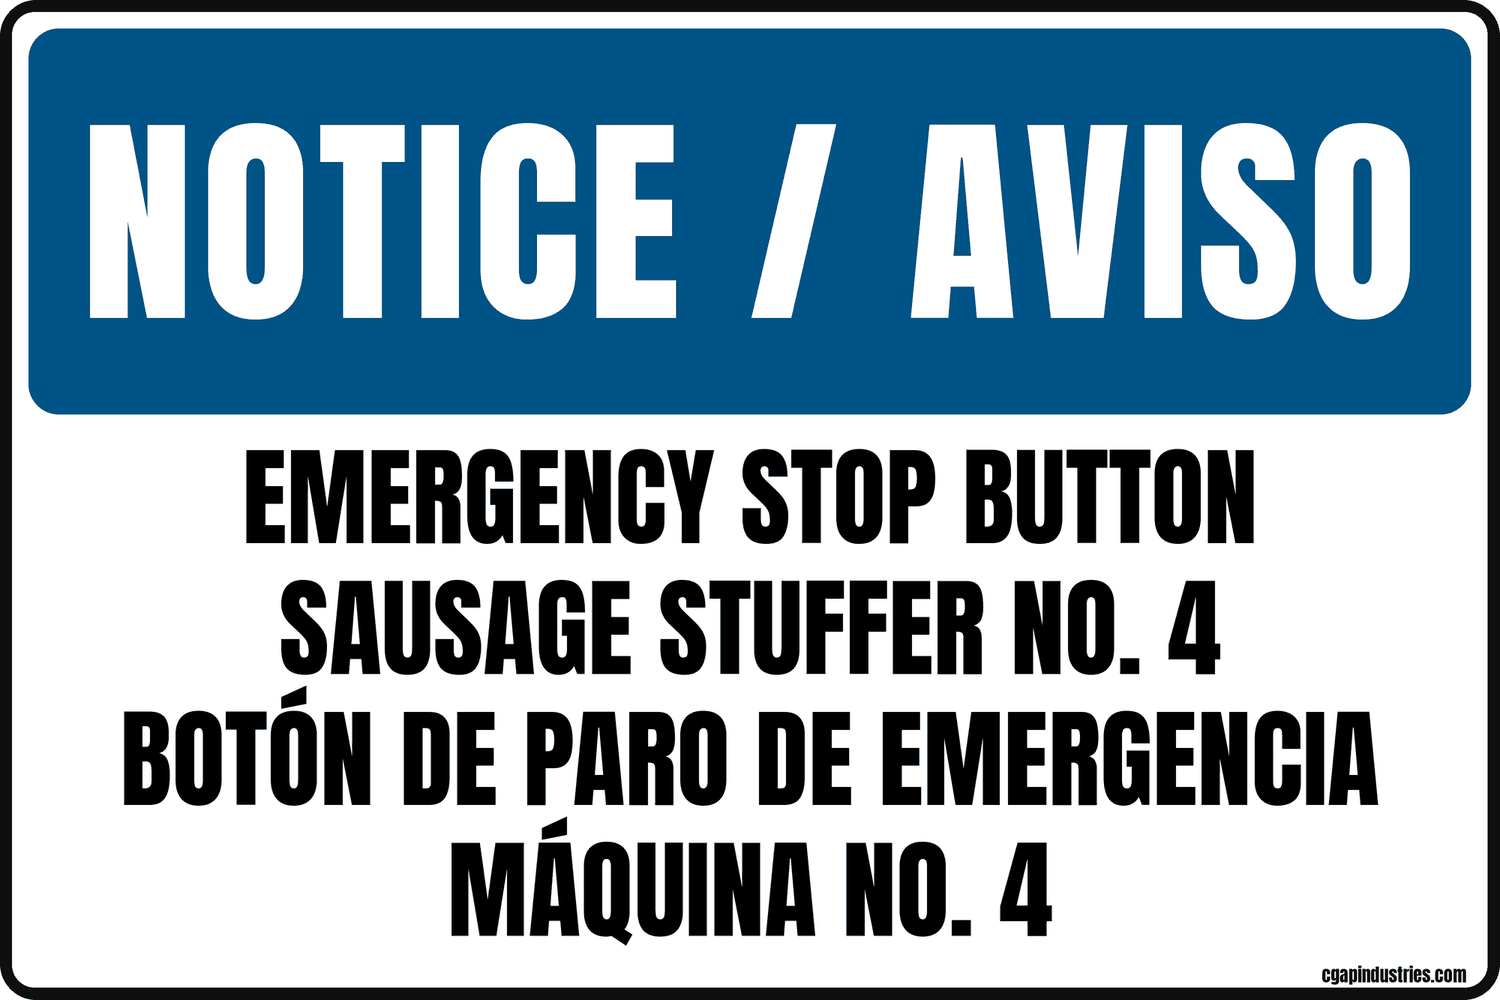 NOTICE / AVISO
EMERGENCY STOP BUTTON
SAUSAGE STUFFER NO. 4
BOTÓN DE PARO DE EMERGENCIA
MÁQUINA NO. 4
cgapindustries.com